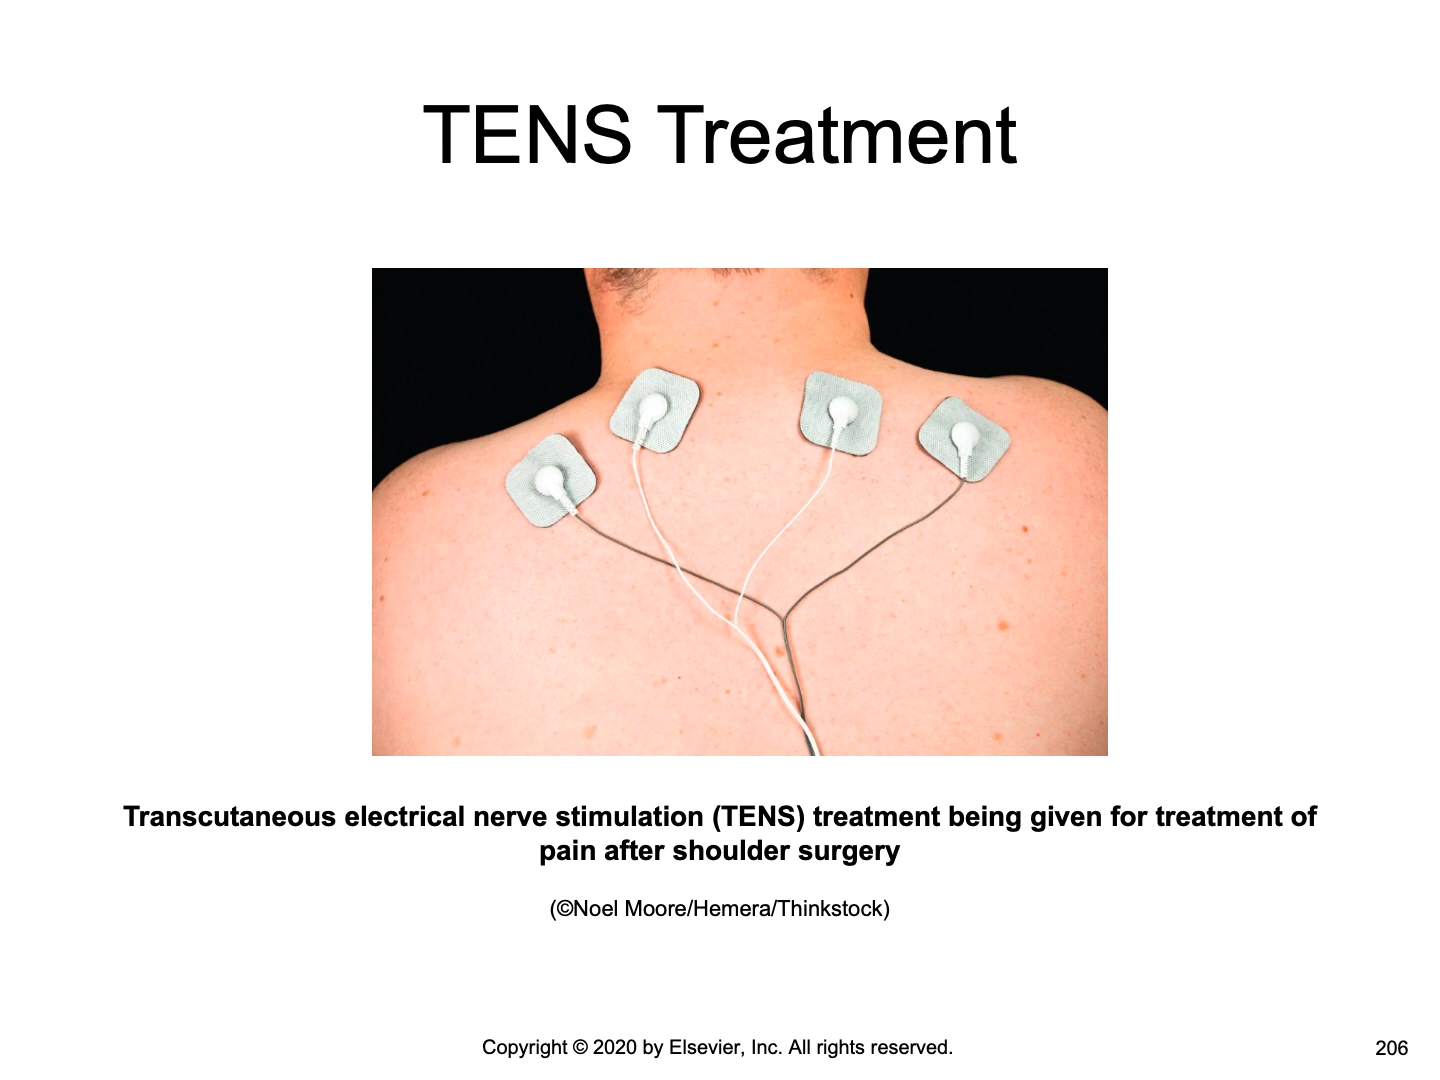 TENS Treatment
Transcutaneous electrical nerve stimulation (TENS) treatment being given for treatment of
pain after shoulder surgery
(©Noel Moore/Hemera/Thinkstock)
Copyright © 2020 by Elsevier, Inc. All rights reserved.
206